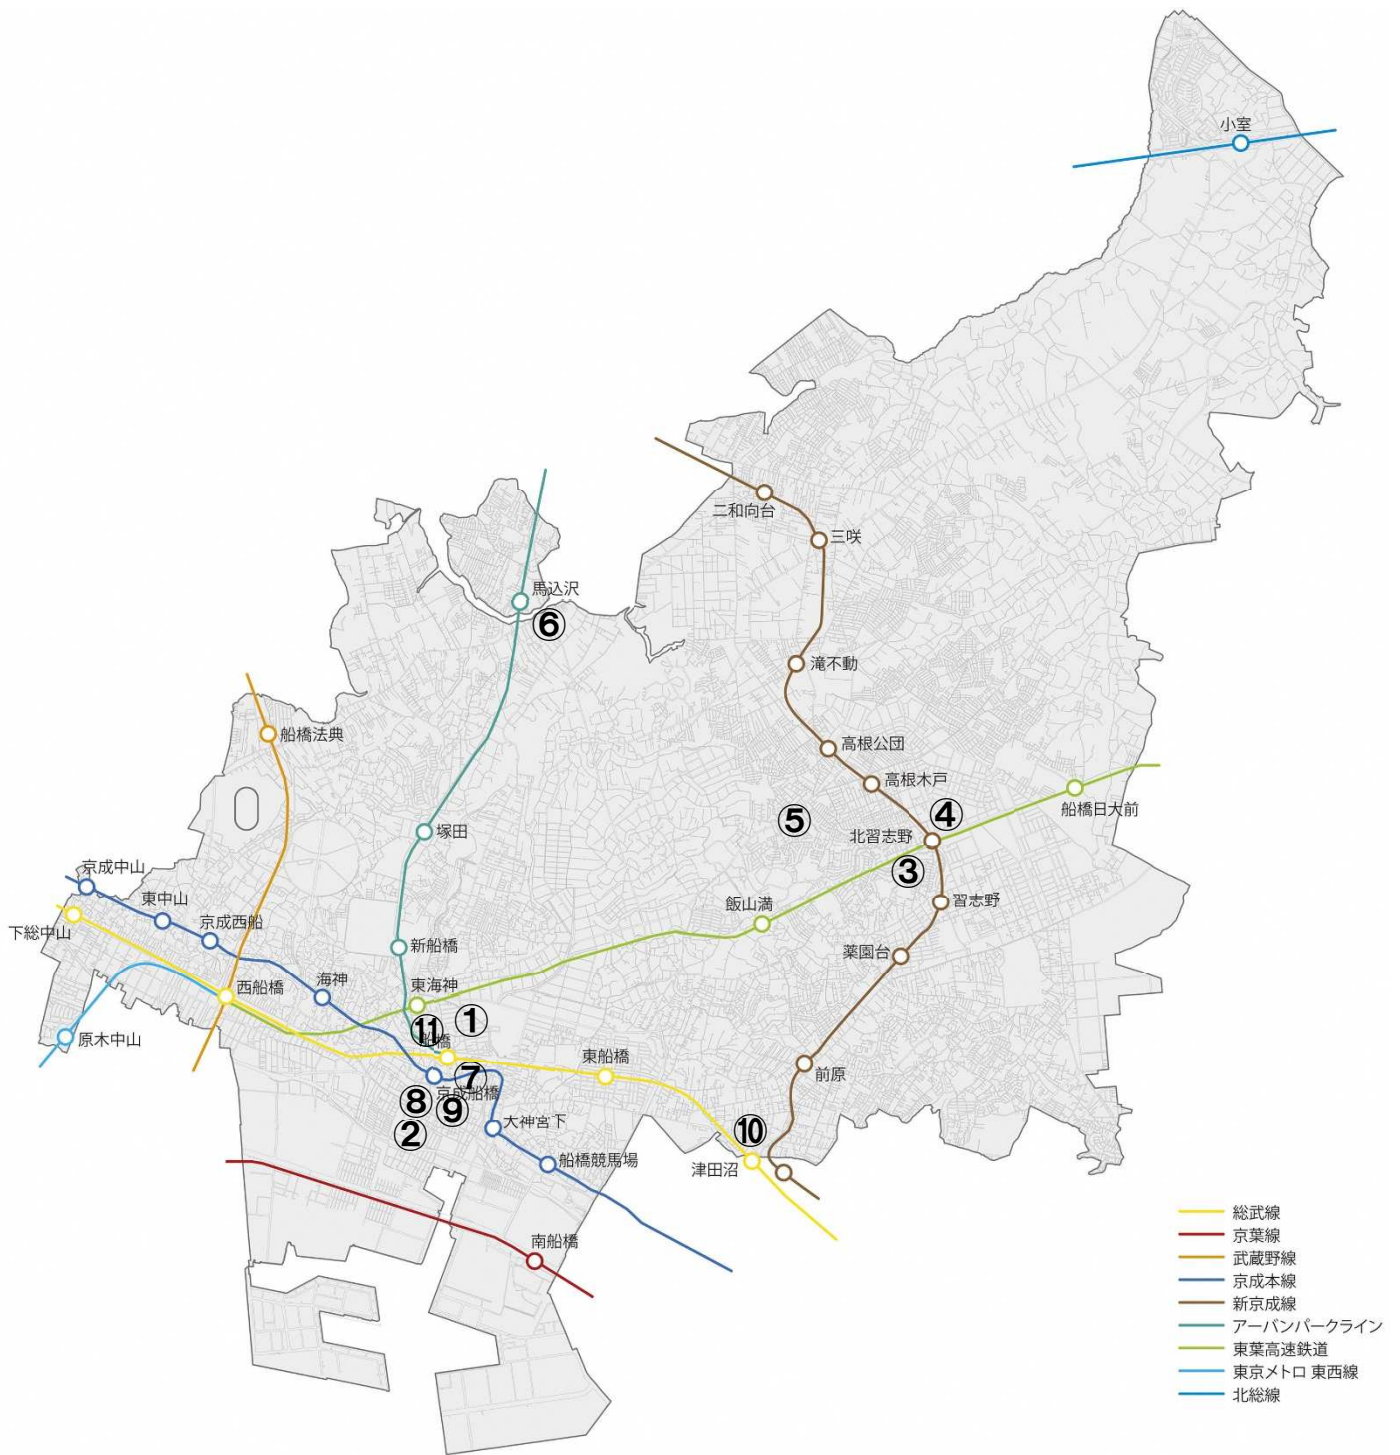 小室
二和向台
三咲
馬込沢
⑥
滝不動
船橋法典
高根公団
高根木戸
船橋日大前
⑤
④
北習志野
塚田
③
京成中山
東中山
京成西船
下総中山
習志野
飯山満
新船橋
薬園台
海神
東海神
西船橋
①
⑪
原木中山
船橋
東船橋
前原
⑦
京成船橋
⑧
⑨
大神宮下
②
⑩
船橋競馬場
津田沼
南船橋
総武線
京葉線
武蔵野線
京成本線
新京成線
アーバンパークライン
東葉高速鉄道
東京メトロ 東西線
北総線